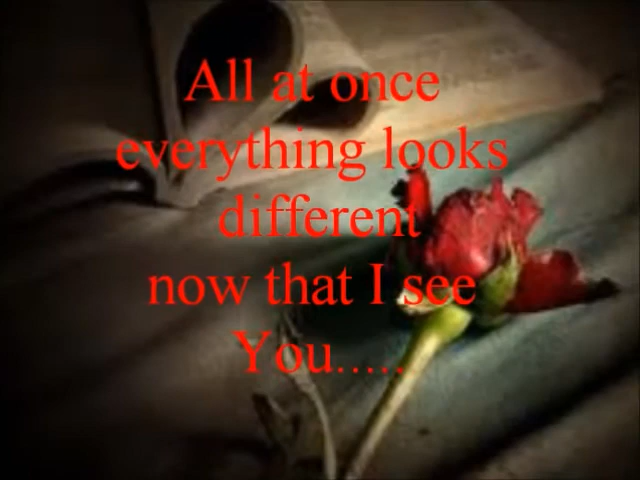 All at once
everything looks
different
now that I see
You.....